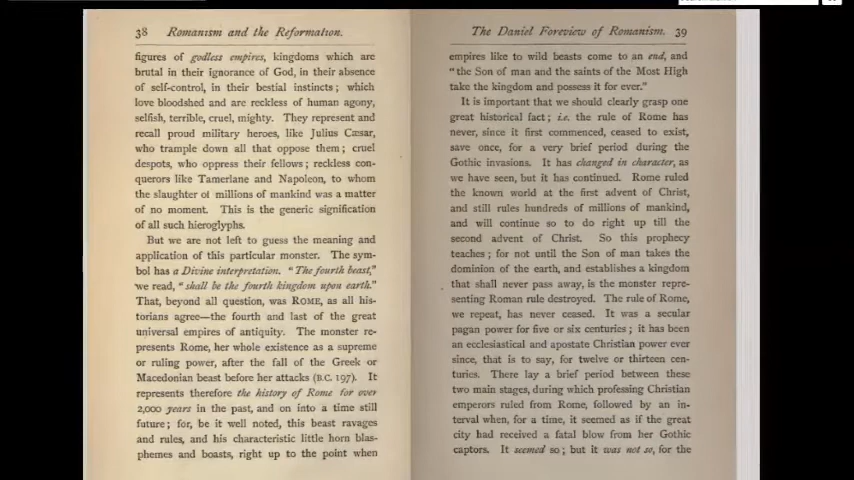 38 Romanism and the Reformation.
figures of godless empires, kingdoms which are
brutal in their ignorance of God, in their absence
of self-control, in their bestial instincts; which
love bloodshed and are reckless of human agony,
selfish, terrible, cruel, mighty. They represent and
recall proud military heroes, like Julius Cæsar,
who trample down all that oppose them; cruel
despots, who oppress their fellows; reckless con-
querors like Tamerlane and Napoleon, to whom
the slaughter of millions of mankind was a matter
of no moment. This is the generic signification
of all such hieroglyphs.
But we are not left to guess the meaning and
application of this particular monster. The sym-
bol has a Divine interpretation. "The fourth beast,"
we read, "shall be the fourth kingdom upon earth."
That, beyond all question, was ROME, as all his-
torians agree—the fourth and last of the great
universal empires of antiquity. The monster re-
presents Rome, her whole existence as a supreme
or ruling power, after the fall of the Greek or
Macedonian beast before her attacks (B.C. 197). It
represents therefore the history of Rome for over
2,000 years in the past, and on into a time still
future; for, be it well noted, this beast ravages
and rules, and his characteristic little horn blas-
phemes and boasts, right up to the point when
The Daniel Foreview of Romanism. 39
empires like to wild beasts come to an end, and
"the Son of man and the saints of the Most High
take the kingdom and possess it for ever."
It is important that we should clearly grasp one
great historical fact; i.e. the rule of Rome has
never, since it first commenced, ceased to exist,
save once, for a very brief period during the
Gothic invasions. It has changed in character, as
we have seen, but it has continued. Rome ruled
the known world at the first advent of Christ,
and still rules hundreds of millions of mankind,
and will continue so to do right up till the
second advent of Christ. So this prophecy
teaches; for not until the Son of man takes the
dominion of the earth, and establishes a kingdom
that shall never pass away, is the monster repre-
senting Roman rule destroyed. The rule of Rome,
we repeat, has never ceased. It was a secular
pagan power for five or six centuries; it has been
an ecclesiastical and apostate Christian power ever
since, that is to say, for twelve or thirteen cen-
turies. There lay a brief period between these
two main stages, during which professing Christian
emperors ruled from Rome, followed by an in-
terval when, for a time, it seemed as if the great
city had received a fatal blow from her Gothic
captors. It seemed so; but it was not so, for the